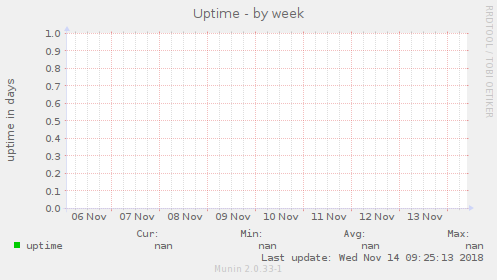 Uptime - by week
RRDTOOL / TOBI OETIKER
uptime in days
1.0
0.9
0.8
0.7
0.6
0.5
0.4
0.3
0.2
0.1
0.0
06 Nov 07 Nov 08 Nov 09 Nov 10 Nov 11 Nov 12 Nov 13 Nov
Cur: Min: Avg: Max:
uptime nan nan nan nan
Last update: Wed Nov 14 09:25:13 2018
Munin 2.0.33-1